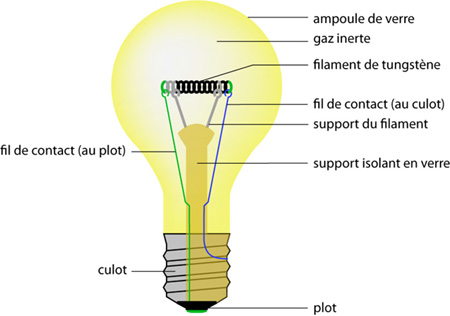 ampoule de verre
gaz inerte
filament de tungstène
fil de contact (au culot)
support du filament
fil de contact (au plot)
support isolant en verre
culot
plot